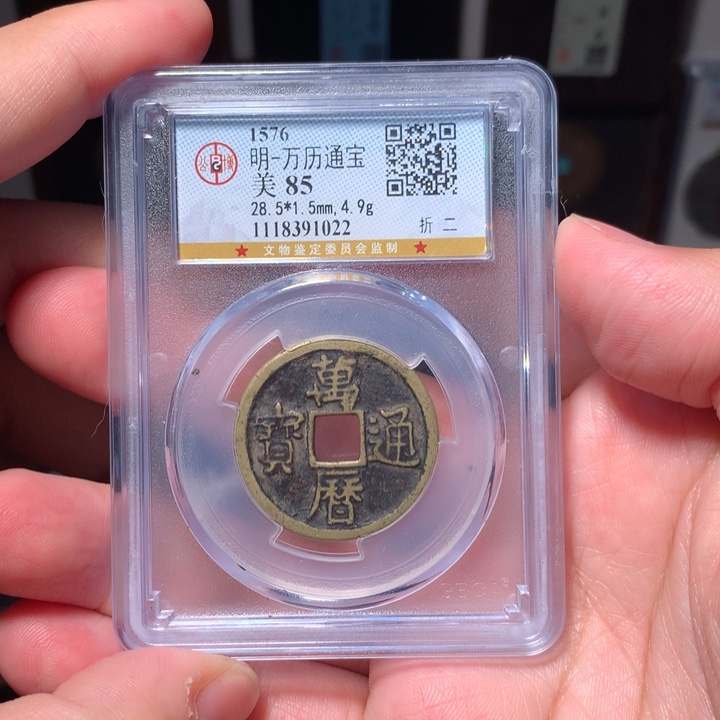 1576
明-万历通宝
美 85
28.5*1.5mm,4.9g
1118391022
折 二
★ 文物鉴定委员会监制 ★
萬曆通寶